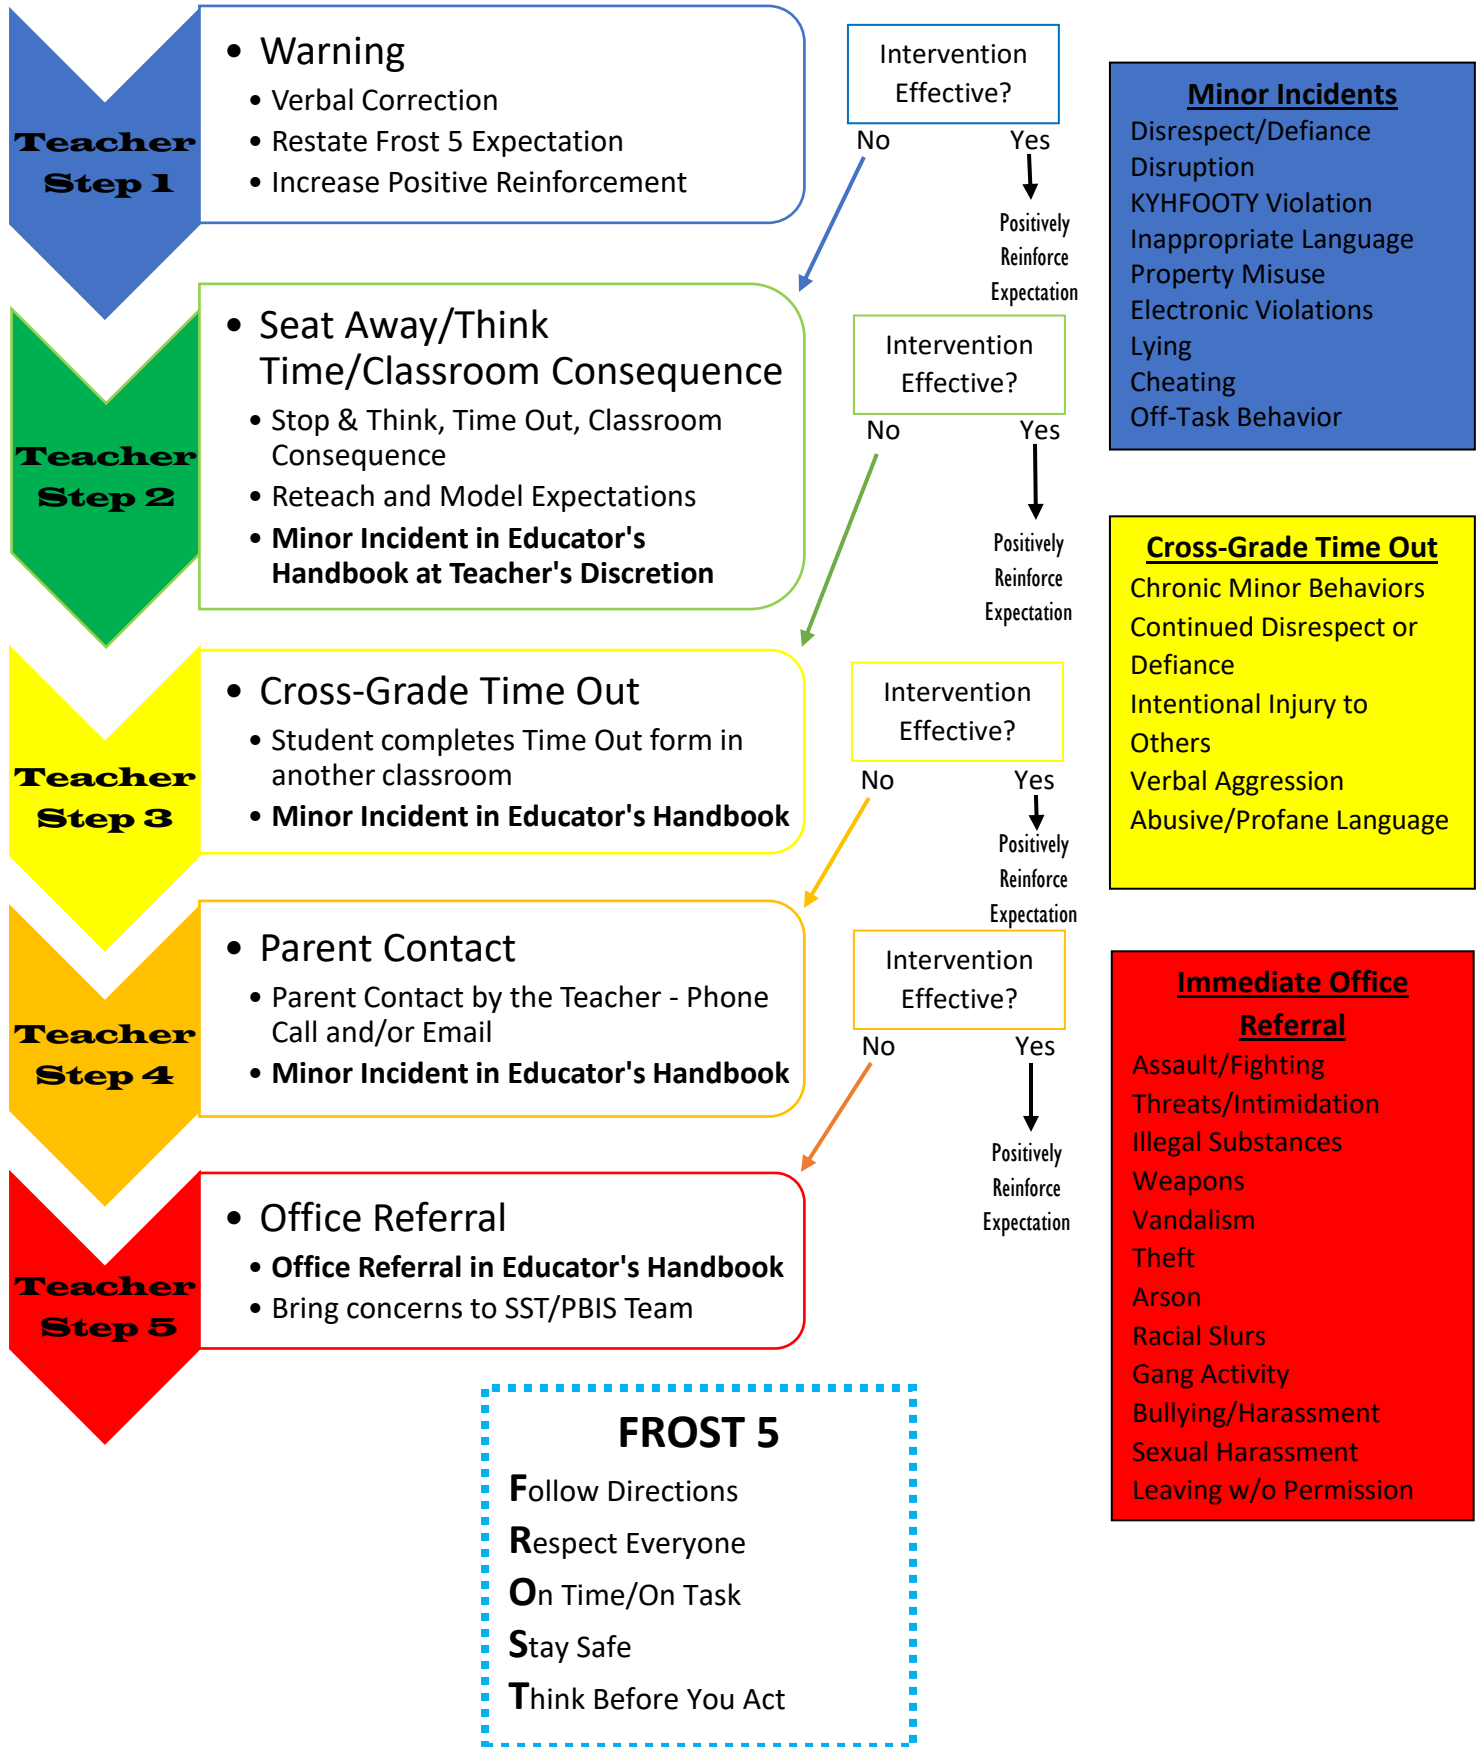 Teacher
Step 1
• Warning
• Verbal Correction
• Restate Frost 5 Expectation
• Increase Positive Reinforcement
Intervention
Effective?
No
Yes
Positively
Reinforce
Expectation
Teacher
Step 2
• Seat Away/Think
Time/Classroom Consequence
• Stop & Think, Time Out, Classroom
Consequence
• Reteach and Model Expectations
• Minor Incident in Educator's
Handbook at Teacher's Discretion
Intervention
Effective?
No
Yes
Positively
Reinforce
Expectation
Teacher
Step 3
• Cross-Grade Time Out
• Student completes Time Out form in
another classroom
• Minor Incident in Educator's Handbook
Intervention
Effective?
No
Yes
Positively
Reinforce
Expectation
Teacher
Step 4
• Parent Contact
• Parent Contact by the Teacher - Phone
Call and/or Email
• Minor Incident in Educator's Handbook
Intervention
Effective?
No
Yes
Positively
Reinforce
Expectation
Teacher
Step 5
• Office Referral
• Office Referral in Educator's Handbook
• Bring concerns to SST/PBIS Team
Minor Incidents
Disrespect/Defiance
Disruption
KYHFOOTY Violation
Inappropriate Language
Property Misuse
Electronic Violations
Lying
Cheating
Off-Task Behavior
Cross-Grade Time Out
Chronic Minor Behaviors
Continued Disrespect or
Defiance
Intentional Injury to
Others
Verbal Aggression
Abusive/Profane Language
Immediate Office
Referral
Assault/Fighting
Threats/Intimidation
Illegal Substances
Weapons
Vandalism
Theft
Arson
Racial Slurs
Gang Activity
Bullying/Harassment
Sexual Harassment
Leaving w/o Permission
FROST 5
Follow Directions
Respect Everyone
On Time/On Task
Stay Safe
Think Before You Act